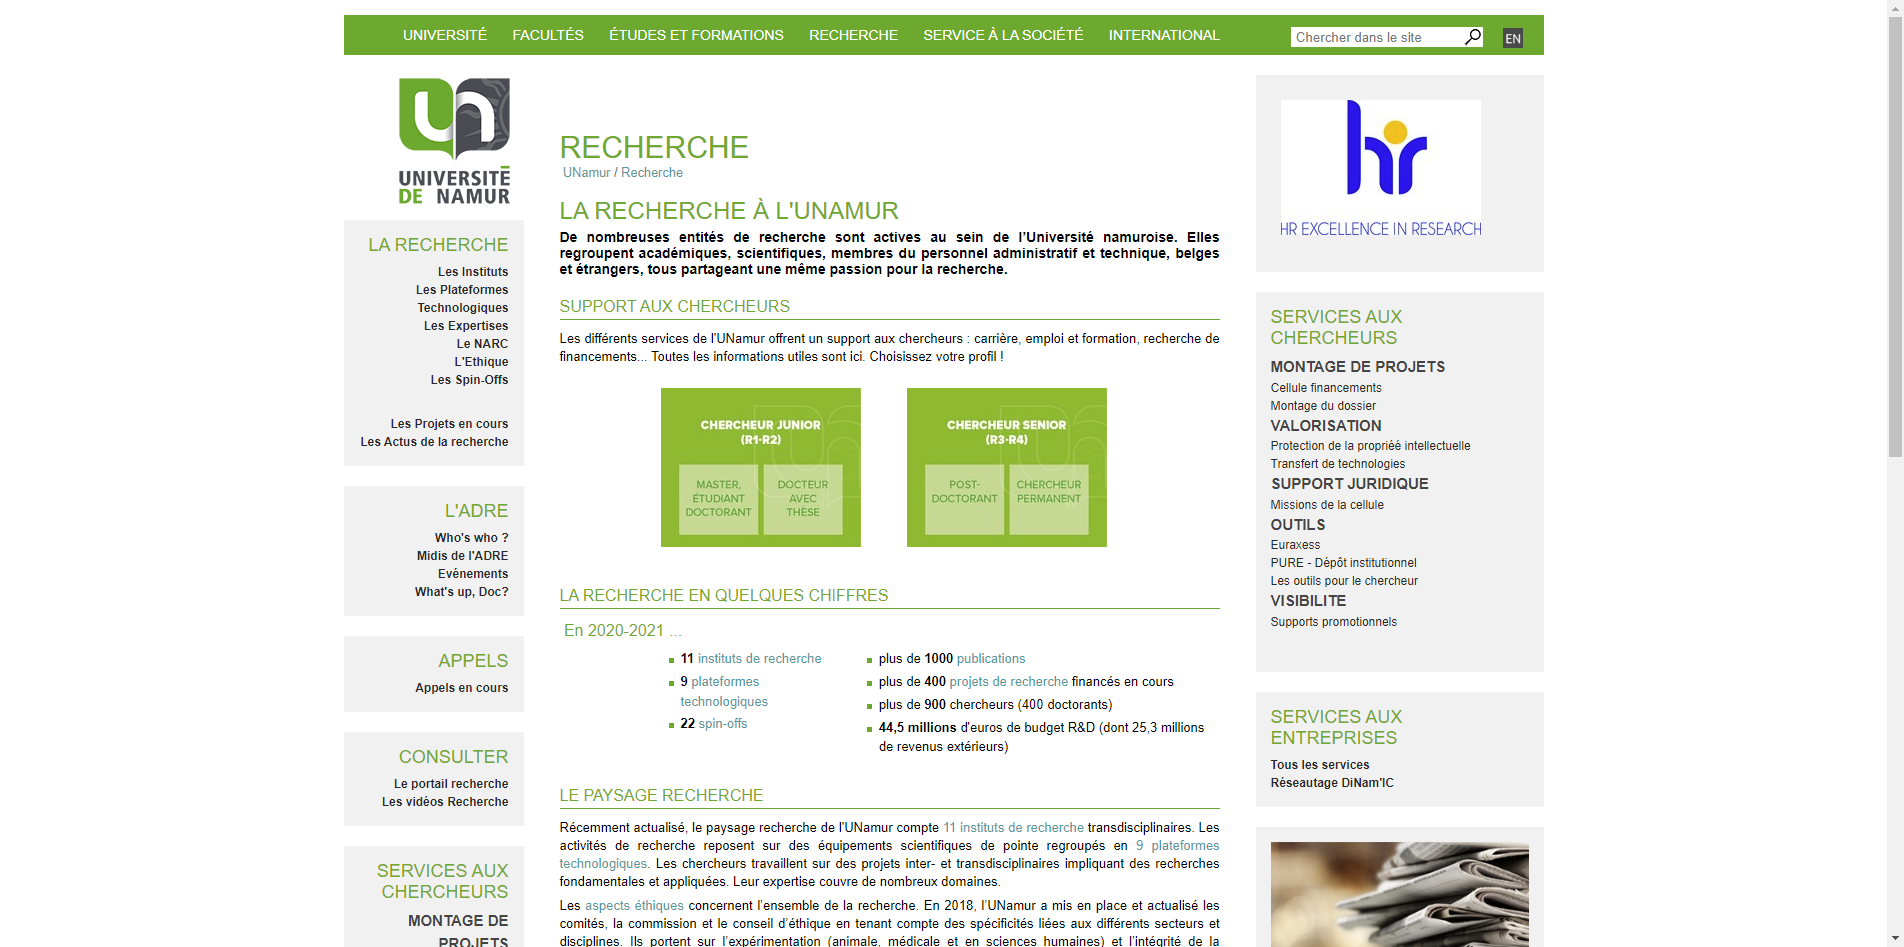 UNIVERSITÉ FACULTÉS ÉTUDES ET FORMATIONS RECHERCHE SERVICE À LA SOCIÉTÉ INTERNATIONAL
Chercher dans le site
EN
un
UNIVERSITÉ
DE NAMUR
LA RECHERCHE
Les Instituts
Les Plateformes
Technologiques
Les Expertises
Le NARC
L'Ethique
Les Spin-Offs
Les Projets en cours
Les Actus de la recherche
L'ADRE
Who's who ?
Midis de l'ADRE
Evénements
What's up, Doc?
APPELS
Appels en cours
CONSULTER
Le portail recherche
Les vidéos Recherche
SERVICES AUX
CHERCHEURS
MONTAGE DE
PROJETS
RECHERCHE
UNamur / Recherche
LA RECHERCHE À L'UNAMUR
De nombreuses entités de recherche sont actives au sein de l'Université namuroise. Elles
regroupent académiques, scientifiques, membres du personnel administratif et technique, belges
et étrangers, tous partageant une même passion pour la recherche.
SUPPORT AUX CHERCHEURS
Les différents services de l'UNamur offrent un support aux chercheurs : carrière, emploi et formation, recherche de
financements... Toutes les informations utiles sont ici. Choisissez votre profil !
CHERCHEUR JUNIOR
(R1-R2)
MASTER,
ÉTUDIANT
DOCTORANT
DOCTEUR
AVEC
THÈSE
CHERCHEUR SENIOR
(R3-R4)
POST-
DOCTORANT
CHERCHEUR
PERMANENT
LA RECHERCHE EN QUELQUES CHIFFRES
En 2020-2021 ...
11 instituts de recherche
9 plateformes
technologiques
22 spin-offs
plus de 1000 publications
plus de 400 projets de recherche financés en cours
plus de 900 chercheurs (400 doctorants)
44,5 millions d'euros de budget R&D (dont 25,3 millions
de revenus extérieurs)
LE PAYSAGE RECHERCHE
Récemment actualisé, le paysage recherche de l'UNamur compte 11 instituts de recherche transdisciplinaires. Les
activités de recherche reposent sur des équipements scientifiques de pointe regroupés en 9 plateformes
technologiques. Les chercheurs travaillent sur des projets inter- et transdisciplinaires impliquant des recherches
fondamentales et appliquées. Leur expertise couvre de nombreux domaines.
Les aspects éthiques concernent l'ensemble de la recherche. En 2018, l'UNamur a mis en place et actualisé les
comités, la commission et le conseil d'éthique en tenant compte des spécificités liées aux différents secteurs et
disciplines. Ils portent sur l'expérimentation (animale, médicale et en sciences humaines) et l'intégrité de la
hr
HR EXCELLENCE IN RESEARCH
SERVICES AUX
CHERCHEURS
MONTAGE DE PROJETS
Cellule financements
Montage du dossier
VALORISATION
Protection de la propriéé intellectuelle
Transfert de technologies
SUPPORT JURIDIQUE
Missions de la cellule
OUTILS
Euraxess
PURE - Dépôt institutionnel
Les outils pour le chercheur
VISIBILITE
Supports promotionnels
SERVICES AUX
ENTREPRISES
Tous les services
Réseautage DiNam'IC